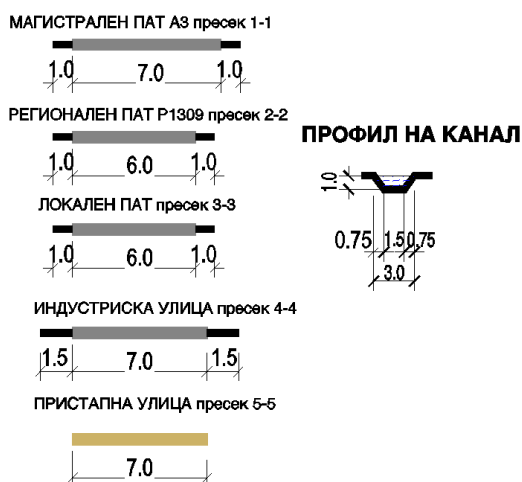 МАГИСТРАЛЕН ПАТ А3 пресек 1-1
1.0 7.0 1.0
РЕГИОНАЛЕН ПАТ Р1309 пресек 2-2
1.0 6.0 1.0
ЛОКАЛЕН ПАТ пресек 3-3
1.0 6.0 1.0
ИНДУСТРИСКА УЛИЦА пресек 4-4
1.5 7.0 1.5
ПРИСТАПНА УЛИЦА пресек 5-5
7.0
ПРОФИЛ НА КАНАЛ
1.0
0.75 1.5 0.75
3.0